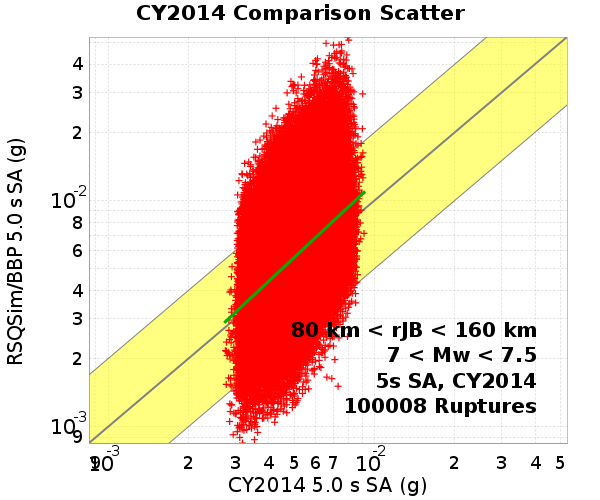 CY2014 Comparison Scatter
RSQSim/BBP 5.0 s SA (g)
4
3
2
10-2
8
6
4
3
2
10-3
9
80 km < rJB < 160 km
7 < Mw < 7.5
5s SA, CY2014
100008 Ruptures
9 10-3 2 3 4 5 6 7 10-2 2 3 4 5
CY2014 5.0 s SA (g)